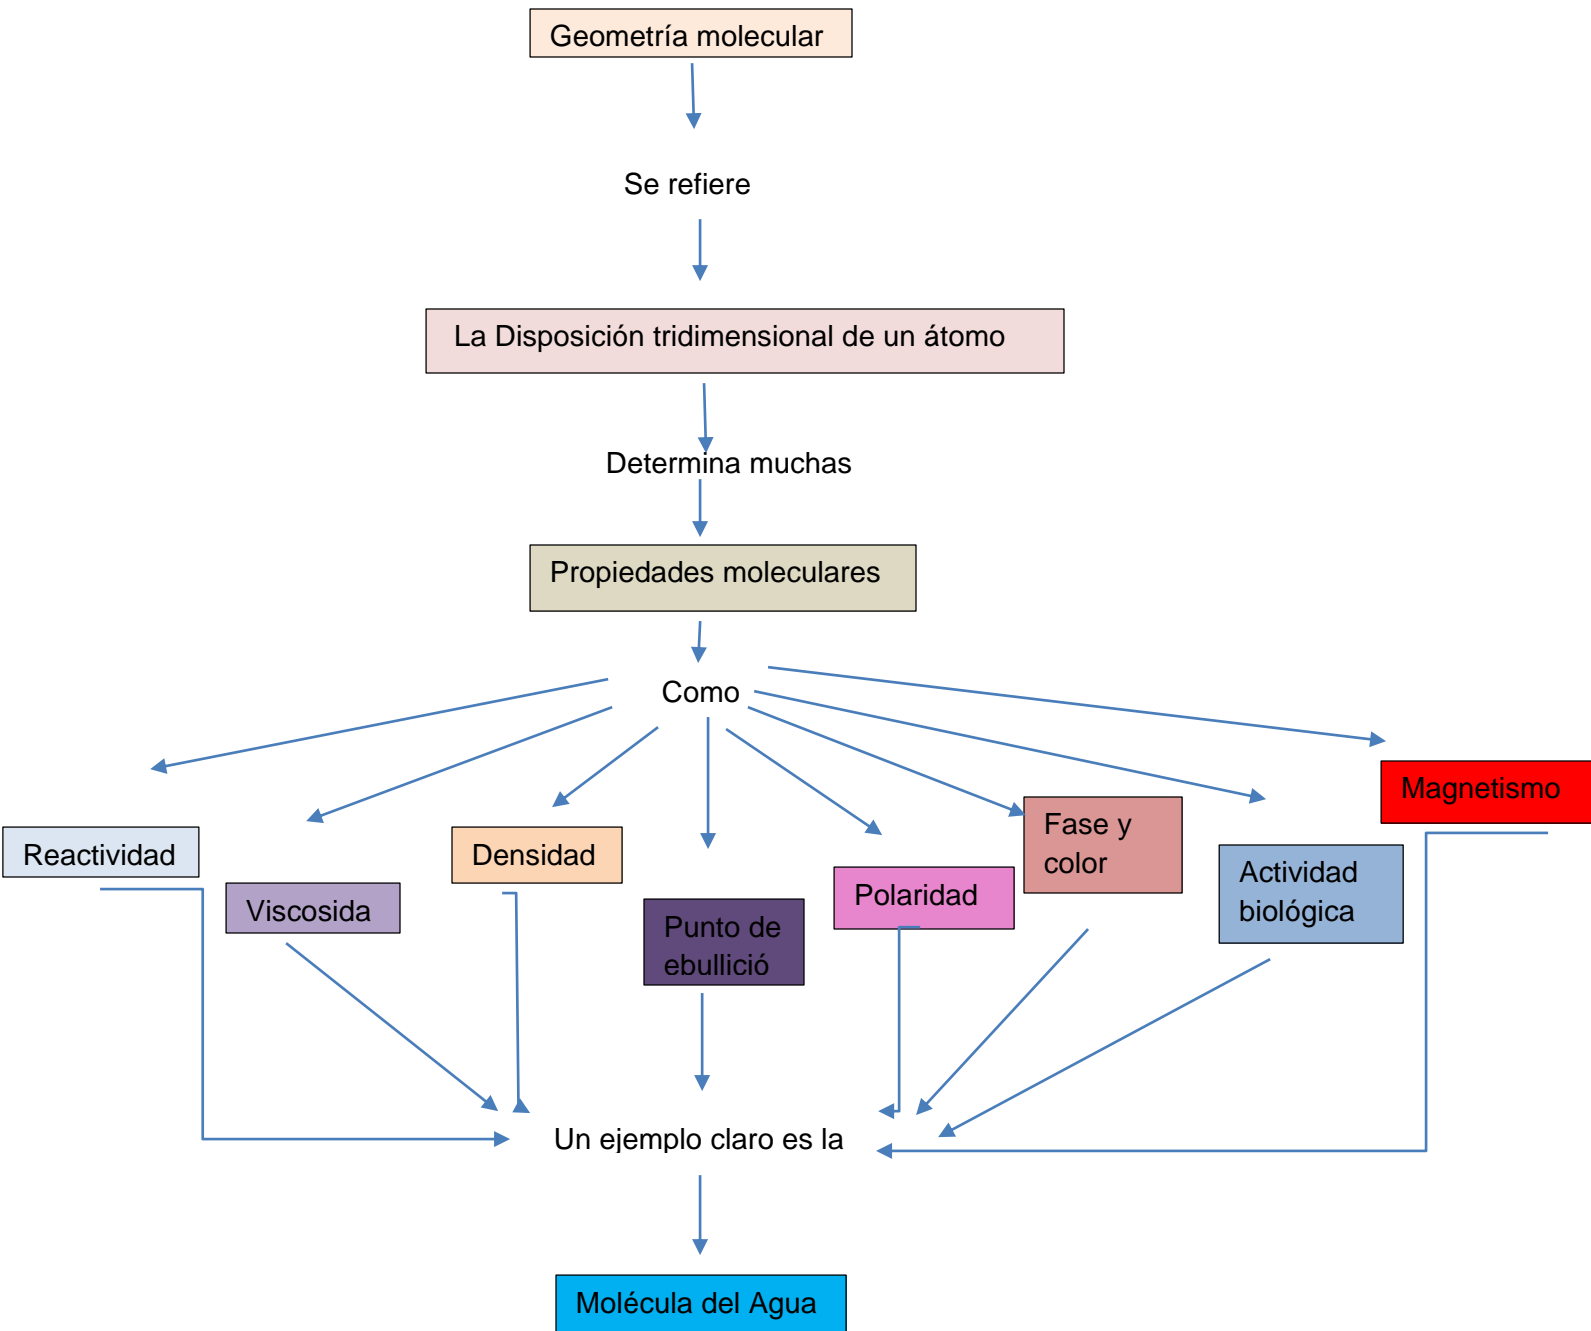 Geometría molecular
Se refiere
La Disposición tridimensional de un átomo
Determina muchas
Propiedades moleculares
Como
Reactividad
Viscosida
Densidad
Punto de
ebullició
Polaridad
Fase y
color
Actividad
biológica
Magnetismo
Un ejemplo claro es la
Molécula del Agua